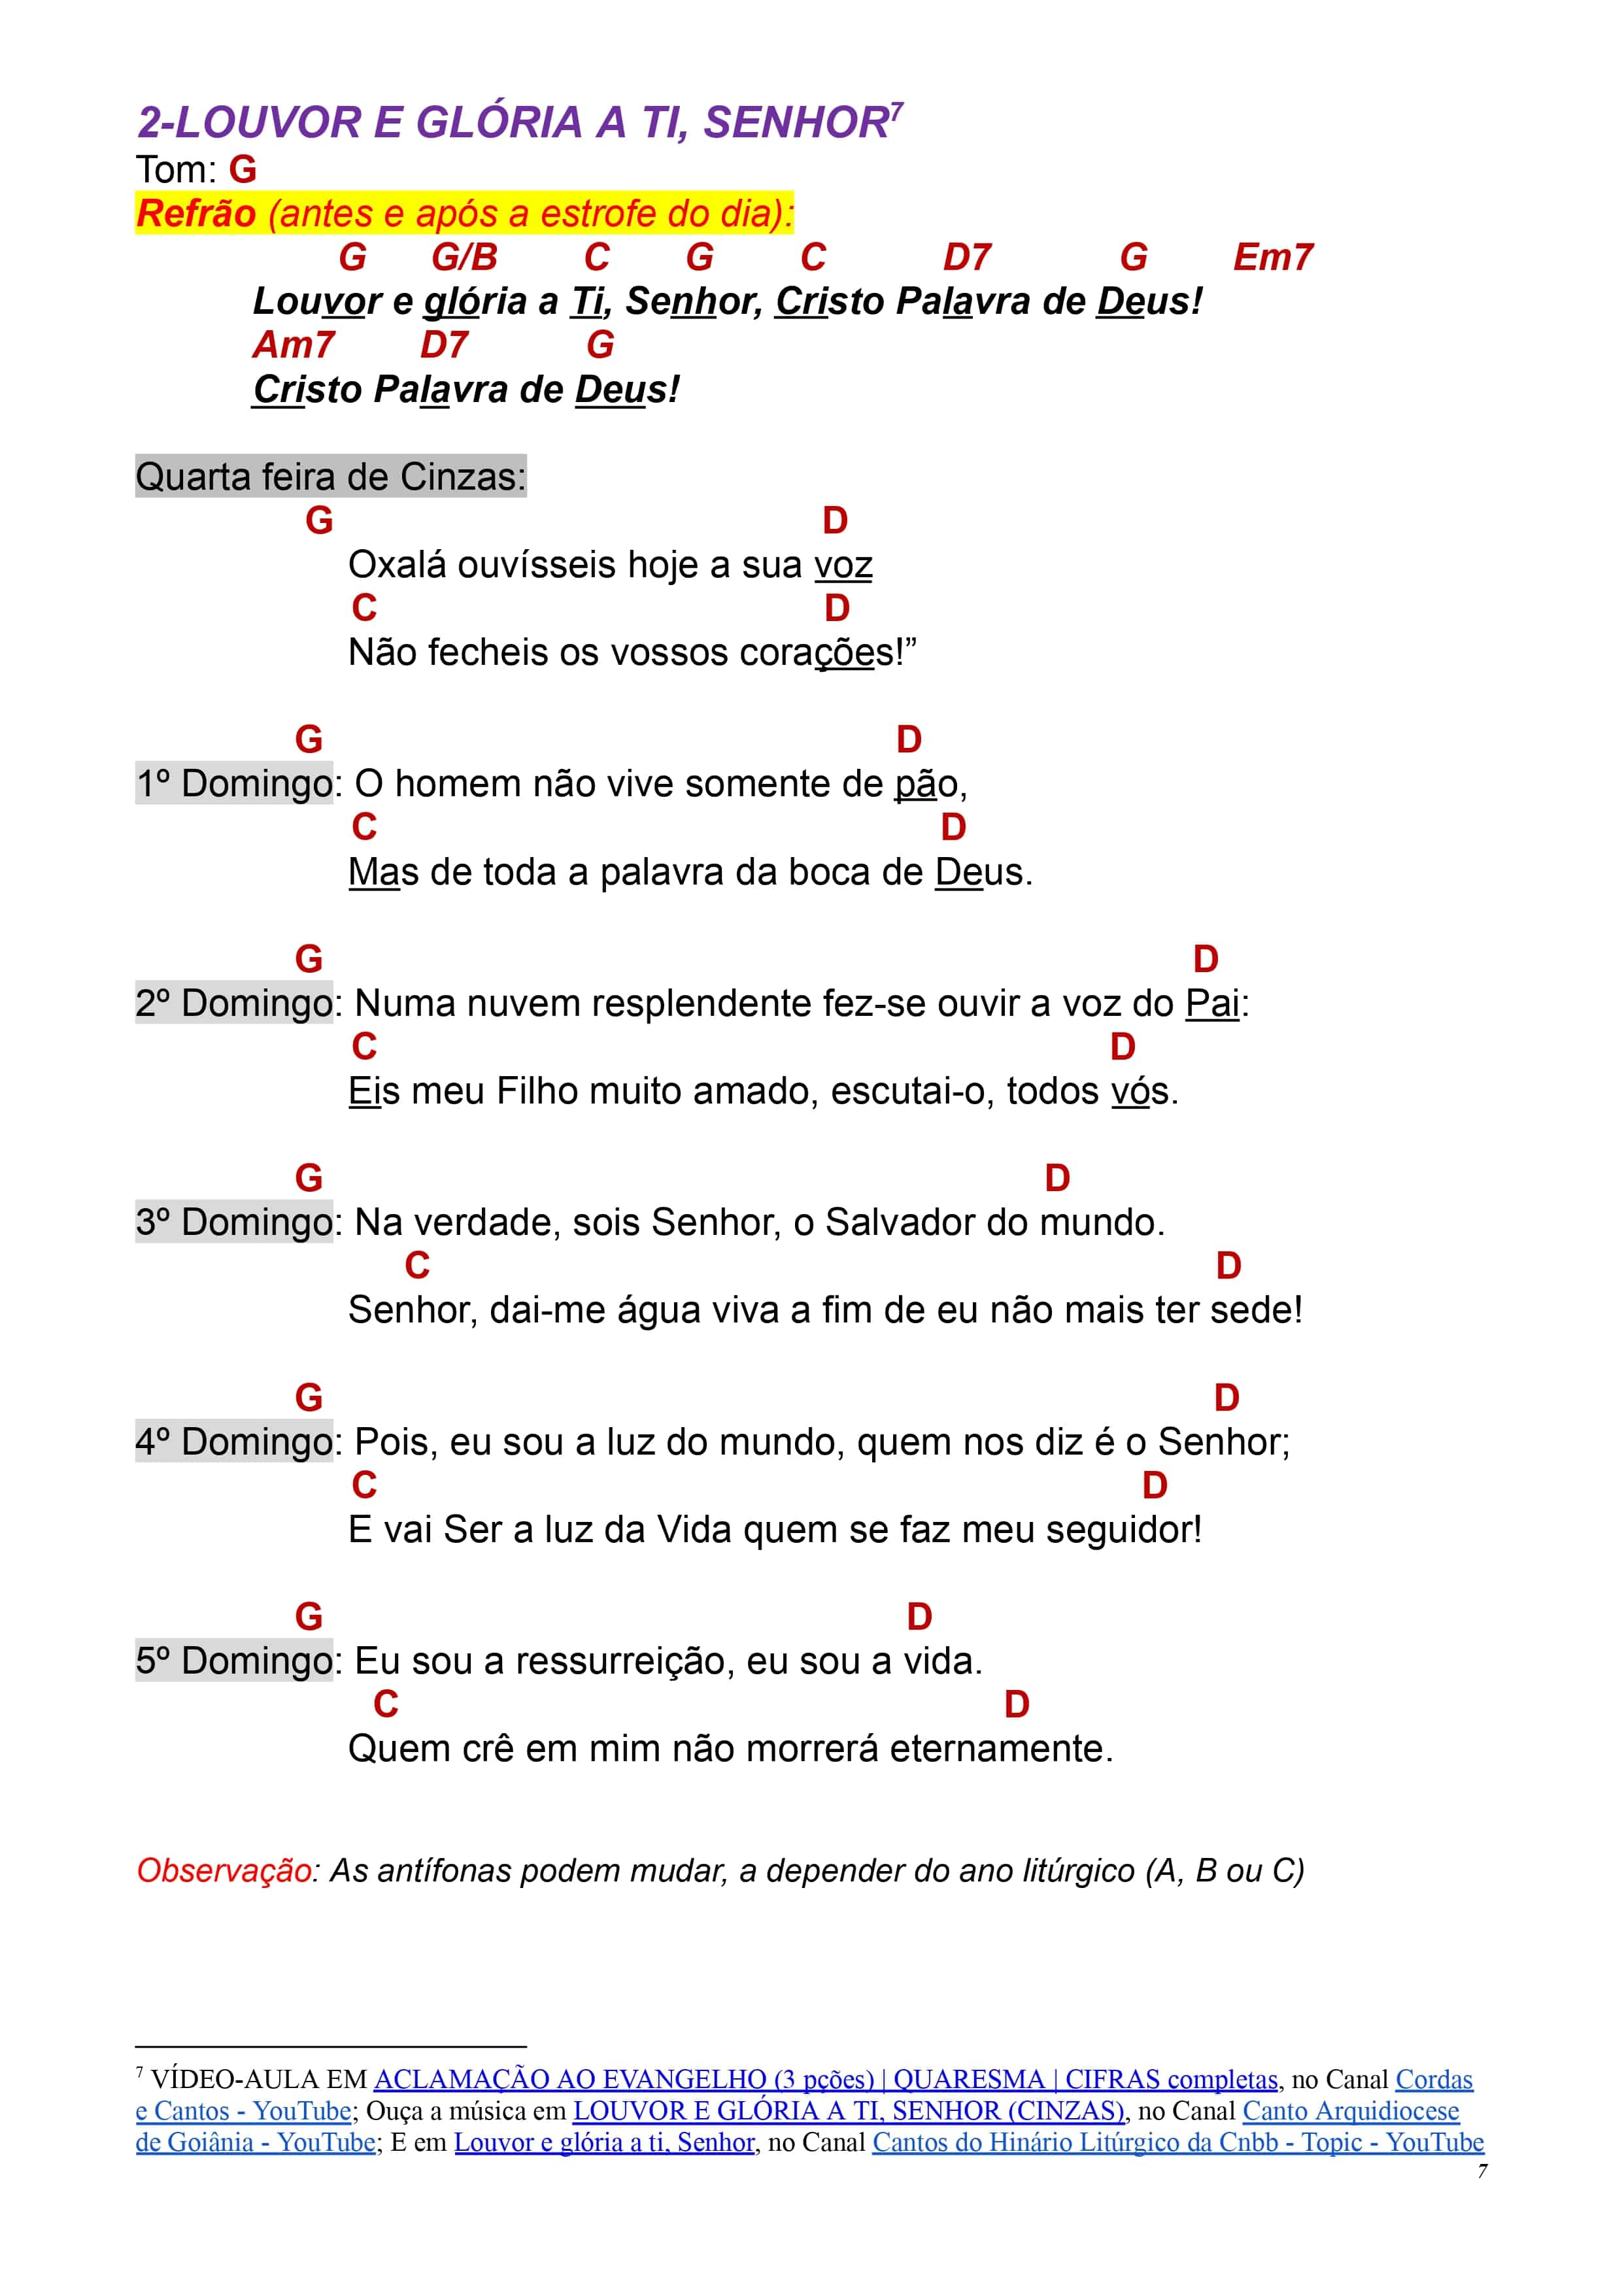 2-LOUVOR E GLÓRIA A TI, SENHOR7
Tom: G
Refrão (antes e após a estrofe do dia):
G G/B C G C D7 G Em7
Louvor e glória a Ti, Senhor, Cristo Palavra de Deus!
Am7 D7 G
Cristo Palavra de Deus!
Quarta feira de Cinzas:
G D
Oxalá ouvísseis hoje a sua voz
C D
Não fecheis os vossos corações!”
G D
1º Domingo: O homem não vive somente de pão,
C D
Mas de toda a palavra da boca de Deus.
G D
2º Domingo: Numa nuvem resplendente fez-se ouvir a voz do Pai:
C D
Eis meu Filho muito amado, escutai-o, todos vós.
G D
3º Domingo: Na verdade, sois Senhor, o Salvador do mundo.
C D
Senhor, dai-me água viva a fim de eu não mais ter sede!
G D
4º Domingo: Pois, eu sou a luz do mundo, quem nos diz é o Senhor;
C D
E vai Ser a luz da Vida quem se faz meu seguidor!
G D
5º Domingo: Eu sou a ressurreição, eu sou a vida.
C D
Quem crê em mim não morrerá eternamente.
Observação: As antífonas podem mudar, a depender do ano litúrgico (A, B ou C)
7 VÍDEO-AULA EM ACLAMAÇÃO AO EVANGELHO (3 pções) | QUARESMA | CIFRAS completas, no Canal Cordas
e Cantos - YouTube; Ouça a música em LOUVOR E GLÓRIA A TI, SENHOR (CINZAS), no Canal Canto Arquidiocese
de Goiânia - YouTube; E em Louvor e glória a ti, Senhor, no Canal Cantos do Hinário Litúrgico da Cnbb - Topic - YouTube
7